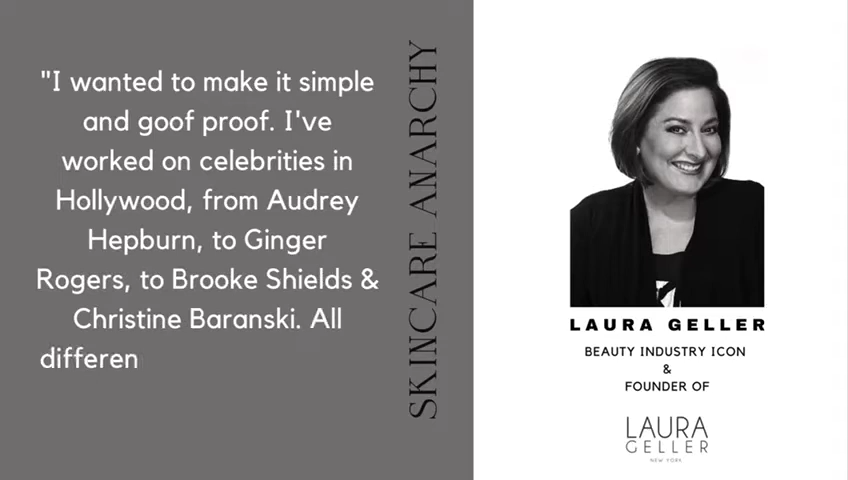 "I wanted to make it simple
and goof proof. I've
worked on celebrities in
Hollywood, from Audrey
Hepburn, to Ginger
Rogers, to Brooke Shields &
Christine Baranski. All
differen
SKINCARE ANARCHY
LAURA GELLER
BEAUTY INDUSTRY ICON
&
FOUNDER OF
LAURA
GELLER
NEW YORK